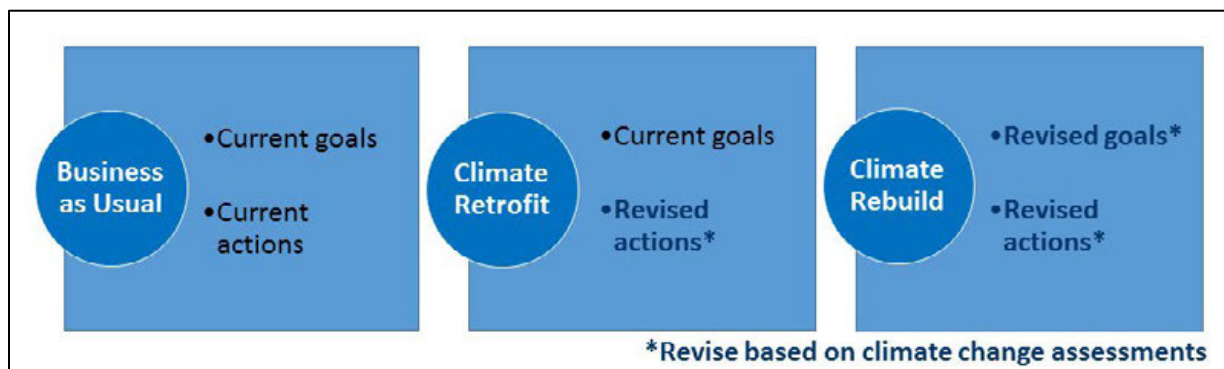 Business
as Usual
•Current goals
•Current
actions
Climate
Retrofit
•Current goals
•Revised
actions*
Climate
Rebuild
•Revised goals*
•Revised
actions*
*Revise based on climate change assessments